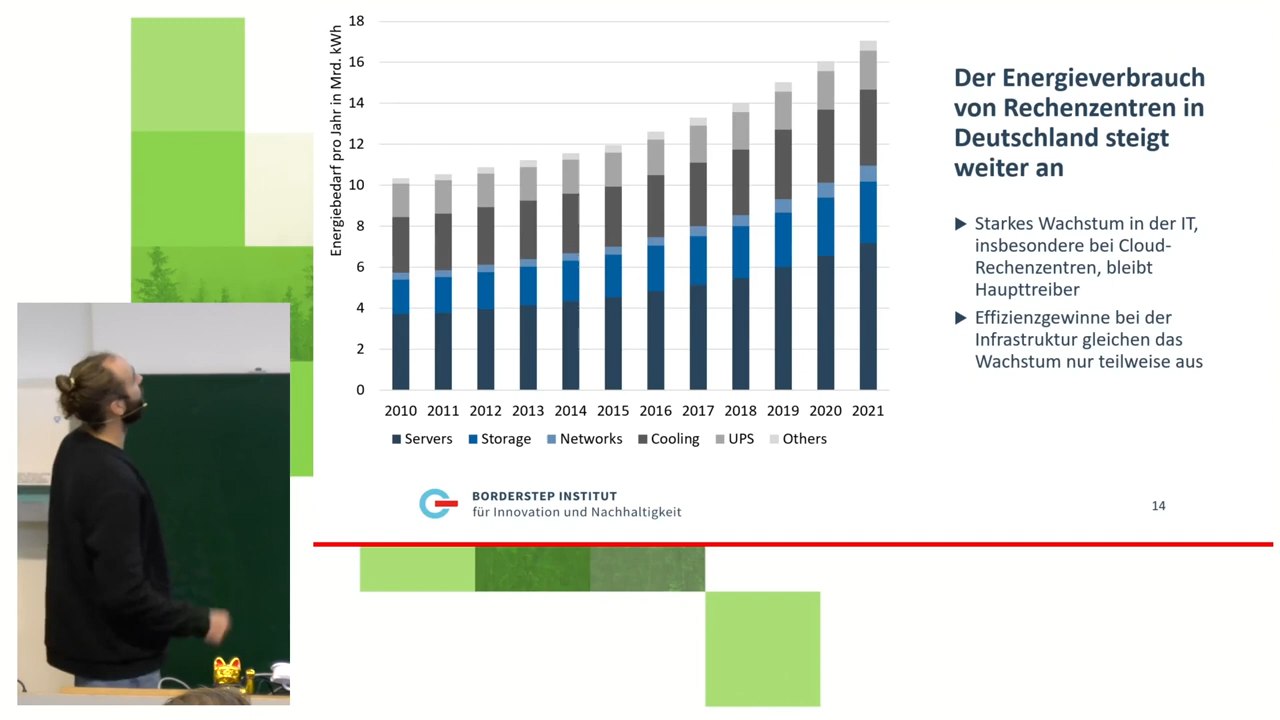 Energiebedarf pro Jahr in Mrd. kWh
18
16
14
12
10
8
6
4
2
0
2010 2011 2012 2013 2014 2015 2016 2017 2018 2019 2020 2021
Servers Storage Networks Cooling UPS Others
Der Energieverbrauch
von Rechenzentren in
Deutschland steigt
weiter an
Starkes Wachstum in der IT,
insbesondere bei Cloud-
Rechenzentren, bleibt
Haupttreiber
Effizienzgewinne bei der
Infrastruktur gleichen das
Wachstum nur teilweise aus
BORDERSTEP INSTITUT
für Innovation und Nachhaltigkeit
14